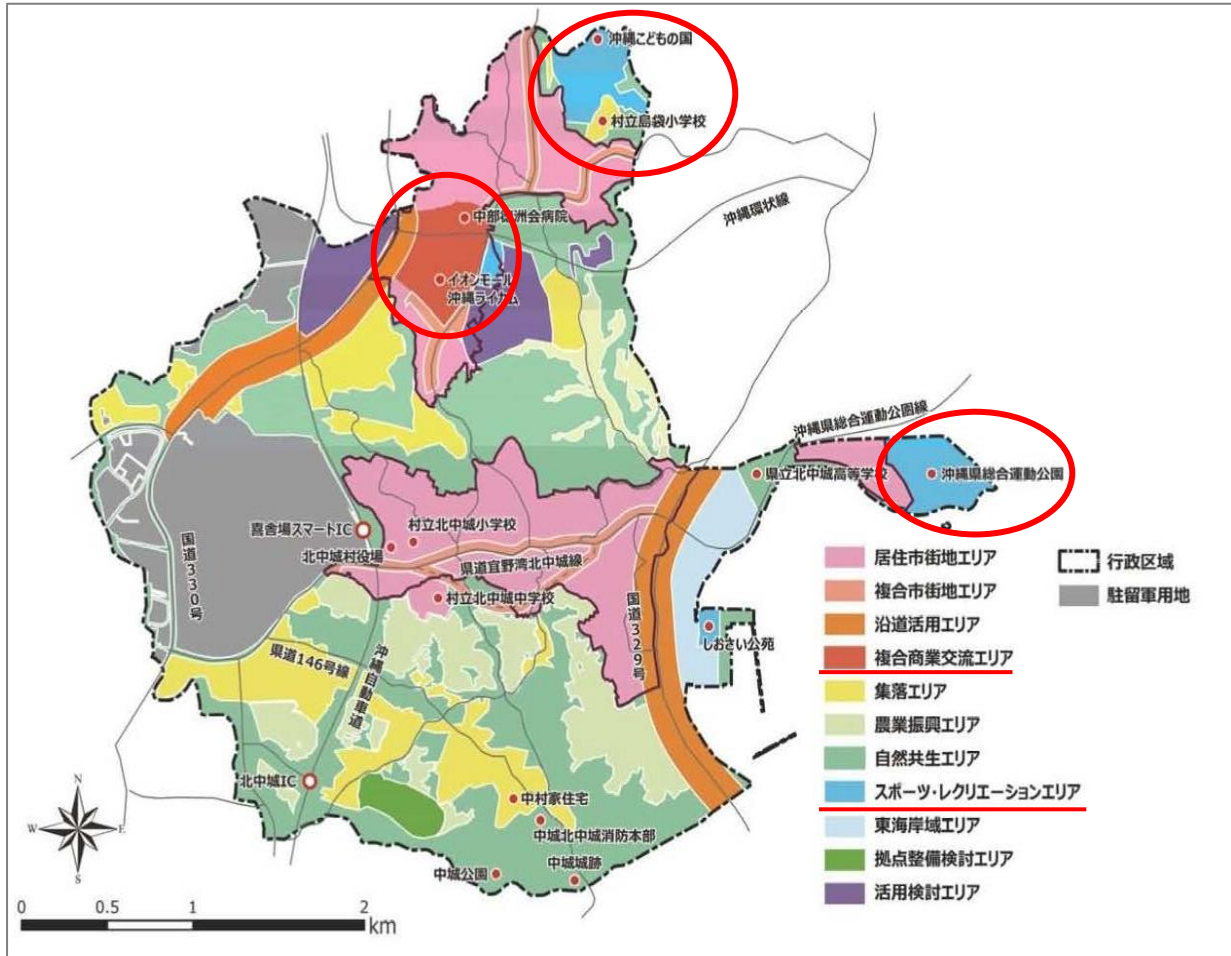 沖縄こどもの国
村立島袋小学校
中部徳洲会病院
沖縄環状線
イオンモール
沖縄ライカム
沖縄県総合運動公園線
県立北中城高等学校
沖縄県総合運動公園
喜舎場スマートIC
村立北中城小学校
北中城村役場
県道宜野湾北中城線
国道330号
村立北中城中学校
国道329号
しおさい公苑
県道146号線
沖縄自動車道
北中城IC
中村家住宅
中城北中城消防本部
中城公園
中城城跡
居住市街地エリア
複合市街地エリア
沿道活用エリア
複合商業交流エリア
集落エリア
農業振興エリア
自然共生エリア
スポーツ・レクリエーションエリア
東海岸域エリア
拠点整備検討エリア
活用検討エリア
行政区域
駐留軍用地
N
W E
S
0 0.5 1 2
km